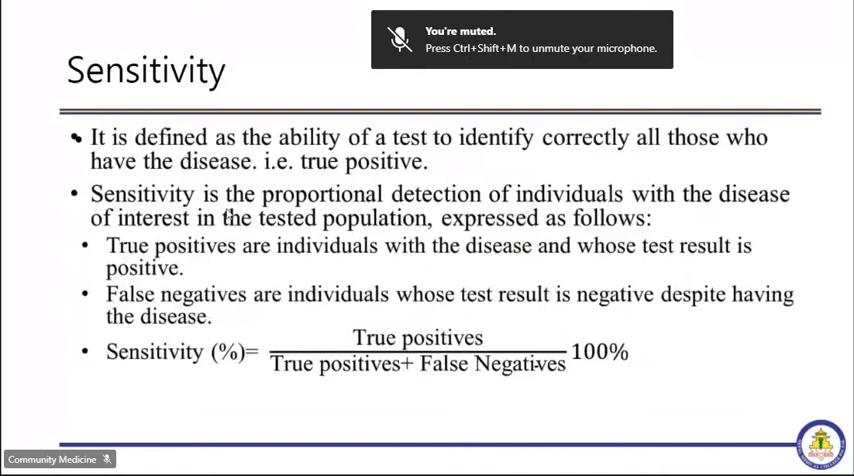 You're muted.
Press Ctrl+Shift+M to unmute your microphone.
Sensitivity
• It is defined as the ability of a test to identify correctly all those who
have the disease. i.e. true positive.
• Sensitivity is the proportional detection of individuals with the disease
of interest in the tested population, expressed as follows:
• True positives are individuals with the disease and whose test result is
positive.
• False negatives are individuals whose test result is negative despite having
the disease.
True positives
• Sensitivity (%)= 100%
True positives+ False Negatives
Community Medicine